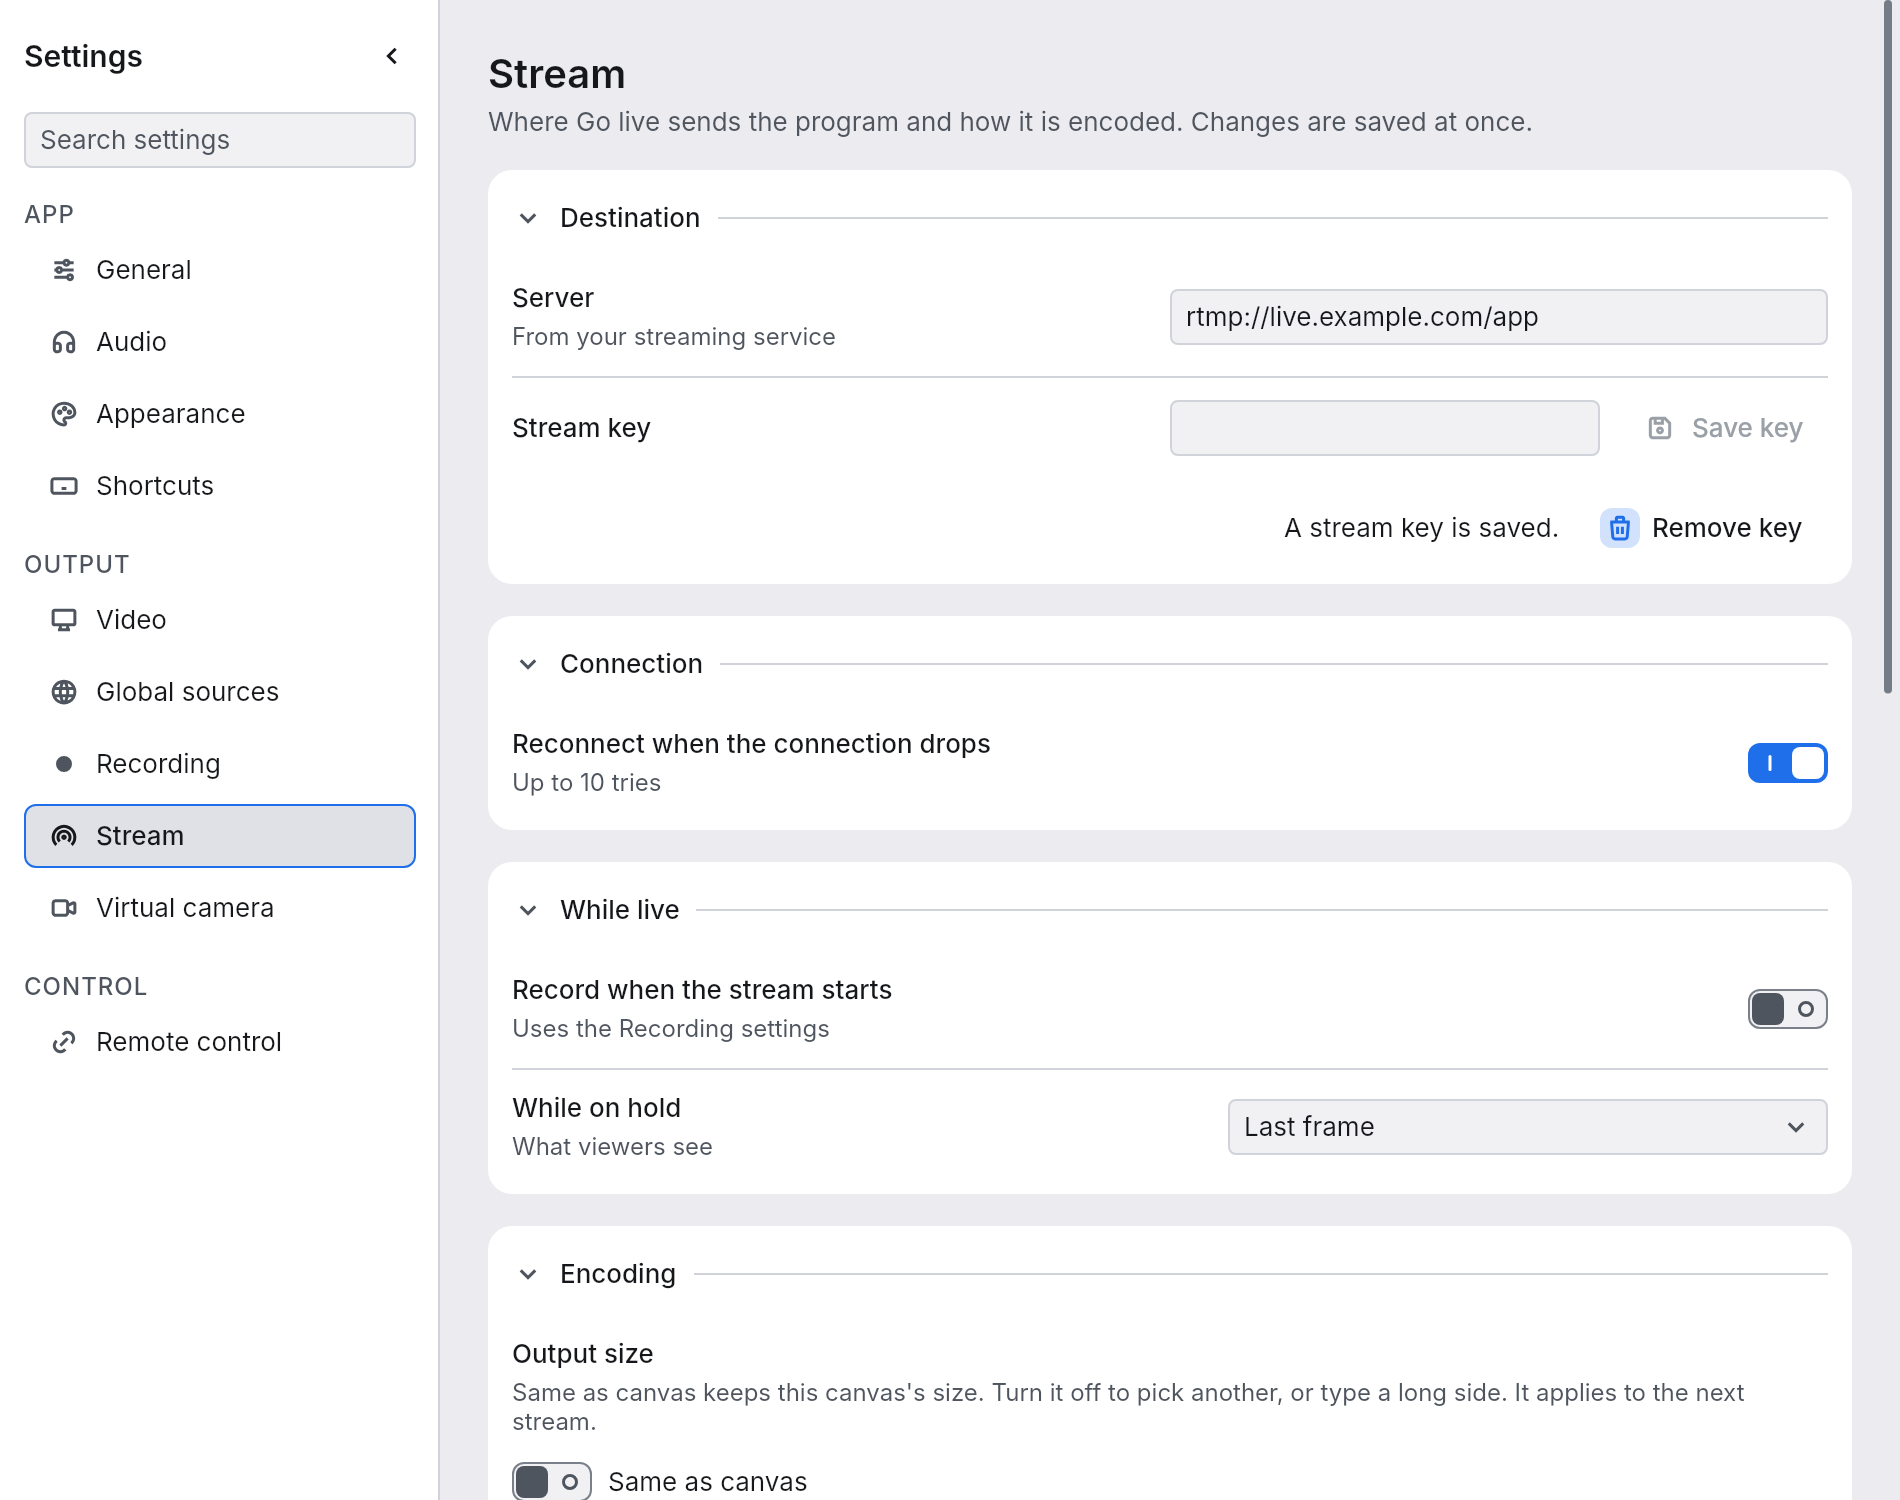 Settings
Search settings
APP
General
Audio
Appearance
Shortcuts
OUTPUT
Video
Global sources
Recording
Stream
Virtual camera
CONTROL
Remote control
Stream
Where Go live sends the program and how it is encoded. Changes are saved at once.
Destination
Server
From your streaming service
rtmp://live.example.com/app
Stream key
Save key
A stream key is saved.
Remove key
Connection
Reconnect when the connection drops
Up to 10 tries
While live
Record when the stream starts
Uses the Recording settings
While on hold
What viewers see
Last frame
Encoding
Output size
Same as canvas keeps this canvas's size. Turn it off to pick another, or type a long side. It applies to the next
stream.
Same as canvas